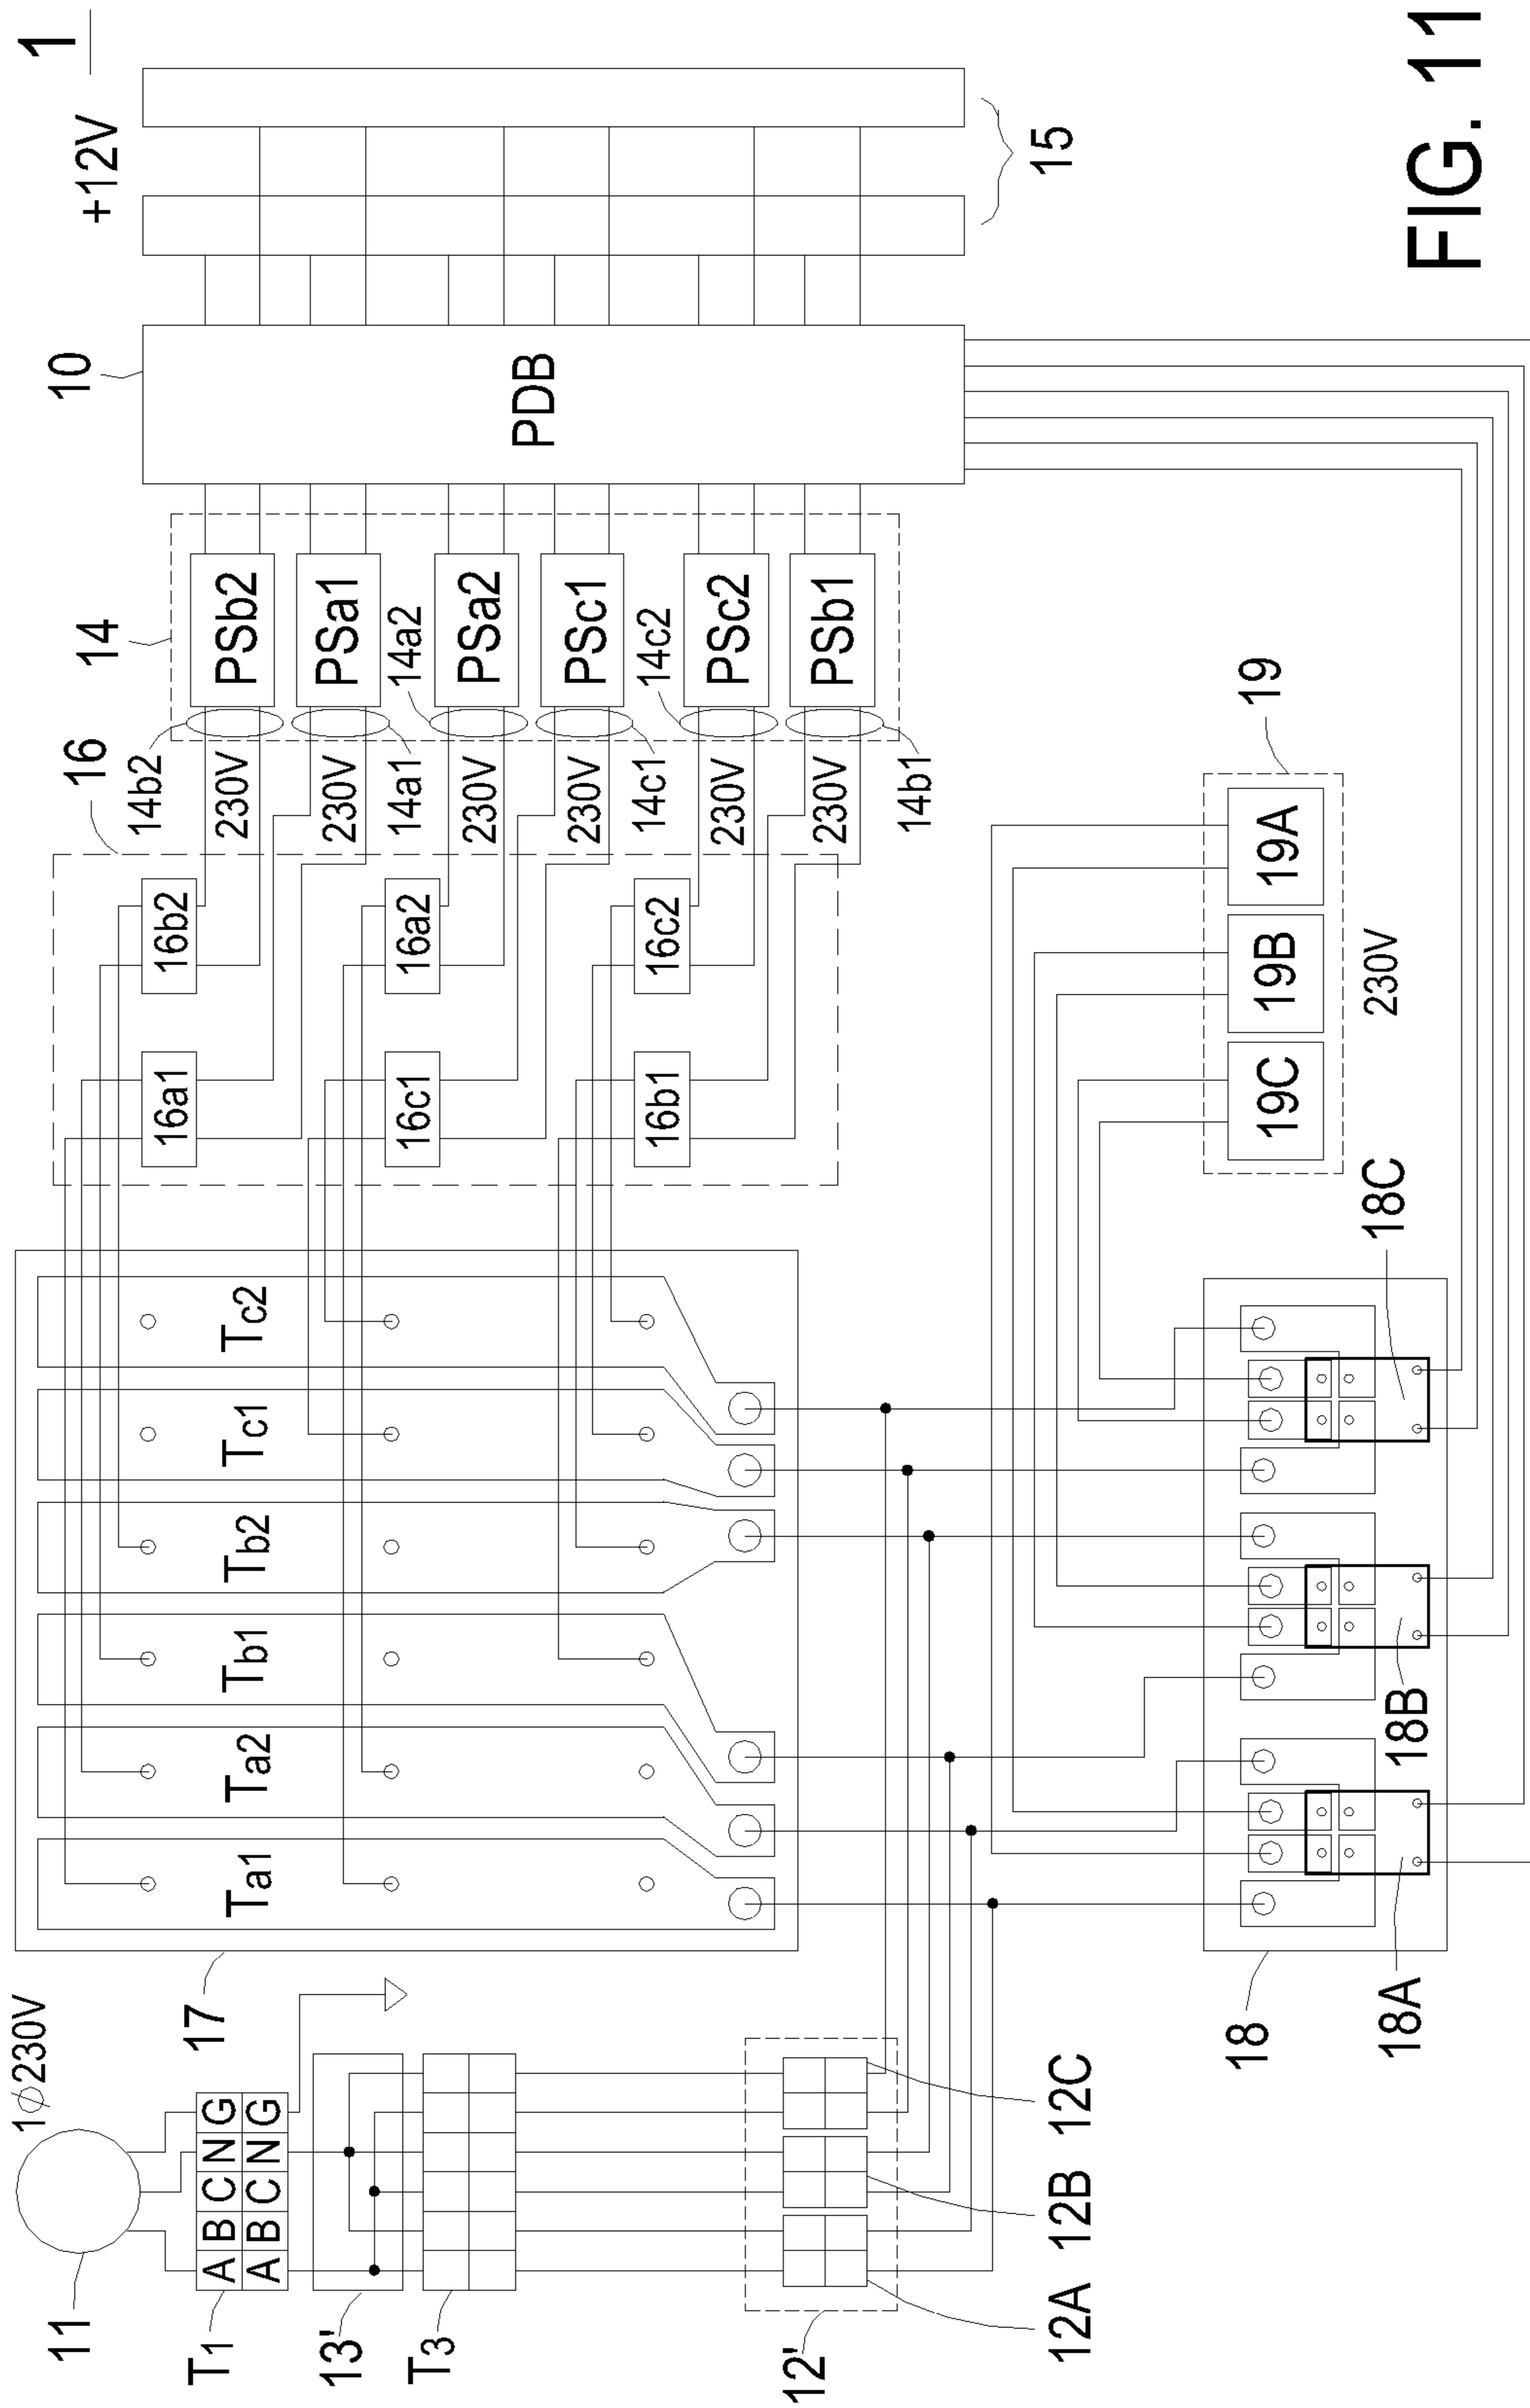 1
+12V
15
FIG. 11
10
PDB
14
PSb2
PSa1
PSa2
PSc1
PSc2
PSb1
14b2
14a1
14a2
14c1
14c2
14b1
230V
230V
230V
230V
230V
230V
16
16b2
16a2
16c2
16a1
16c1
16b1
19
19A
19B
19C
230V
17
Tc2
Tc1
Tb2
Tb1
Ta2
Ta1
18C
18B
18A
18
1⌀230V
11
A B C N G
A B C N G
T1
13'
T3
12'
12A
12B
12C